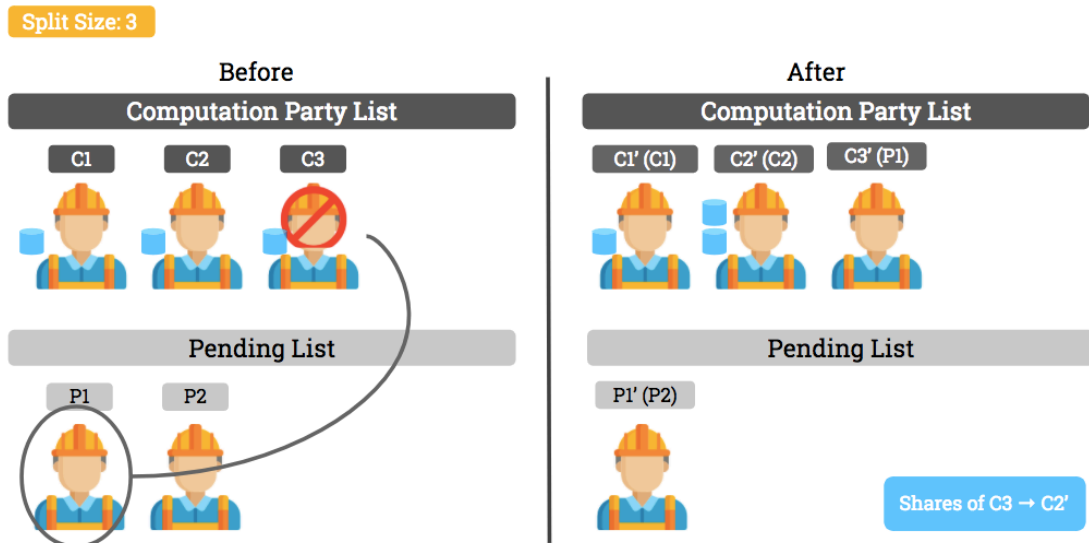 Split Size: 3
Before
Computation Party List
C1
C2
C3
Pending List
P1
P2
After
Computation Party List
C1’ (C1)
C2’ (C2)
C3’ (P1)
Pending List
P1’ (P2)
Shares of C3 → C2’